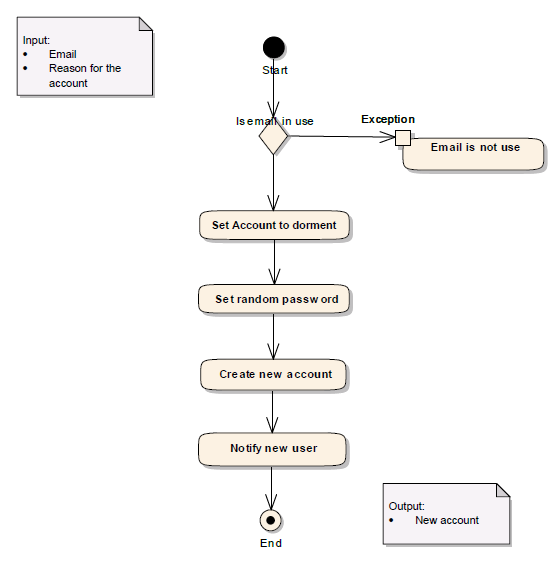 Input:
• Email
• Reason for the
account
Start
Is email in use
Exception
Email is not use
Set Account to dorment
Set random password
Create new account
Notify new user
End
Output:
• New account